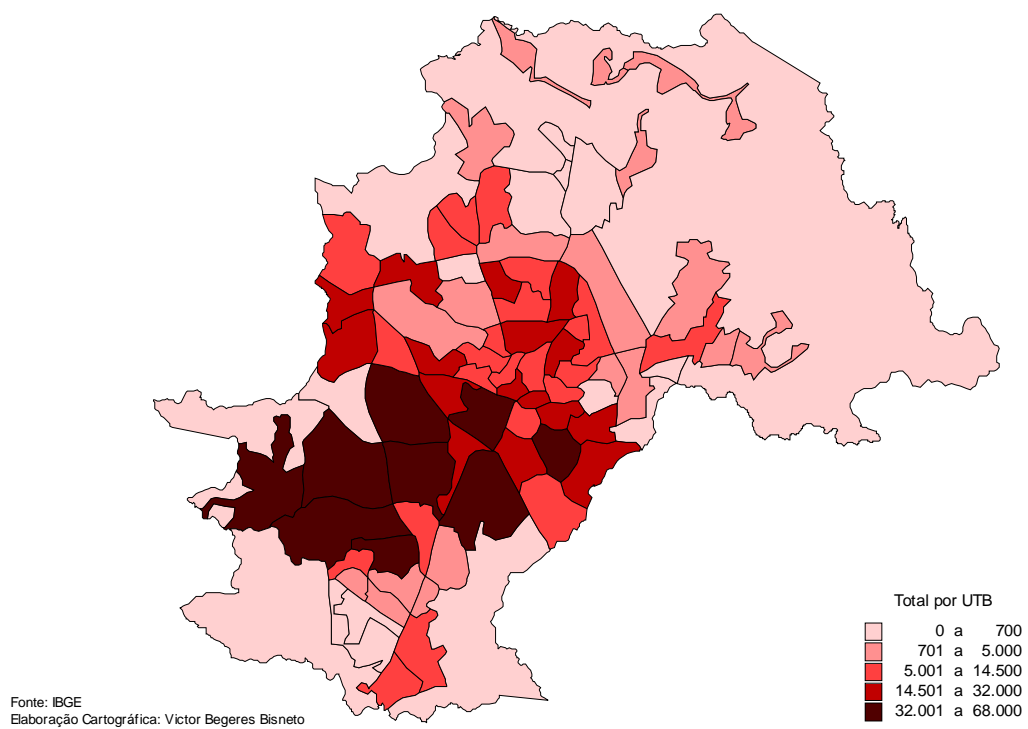 Total por UTB
0 a 700
701 a 5.000
5.001 a 14.500
14.501 a 32.000
32.001 a 68.000
Fonte: IBGE
Elaboração Cartográfica: Victor Begeres Bisneto